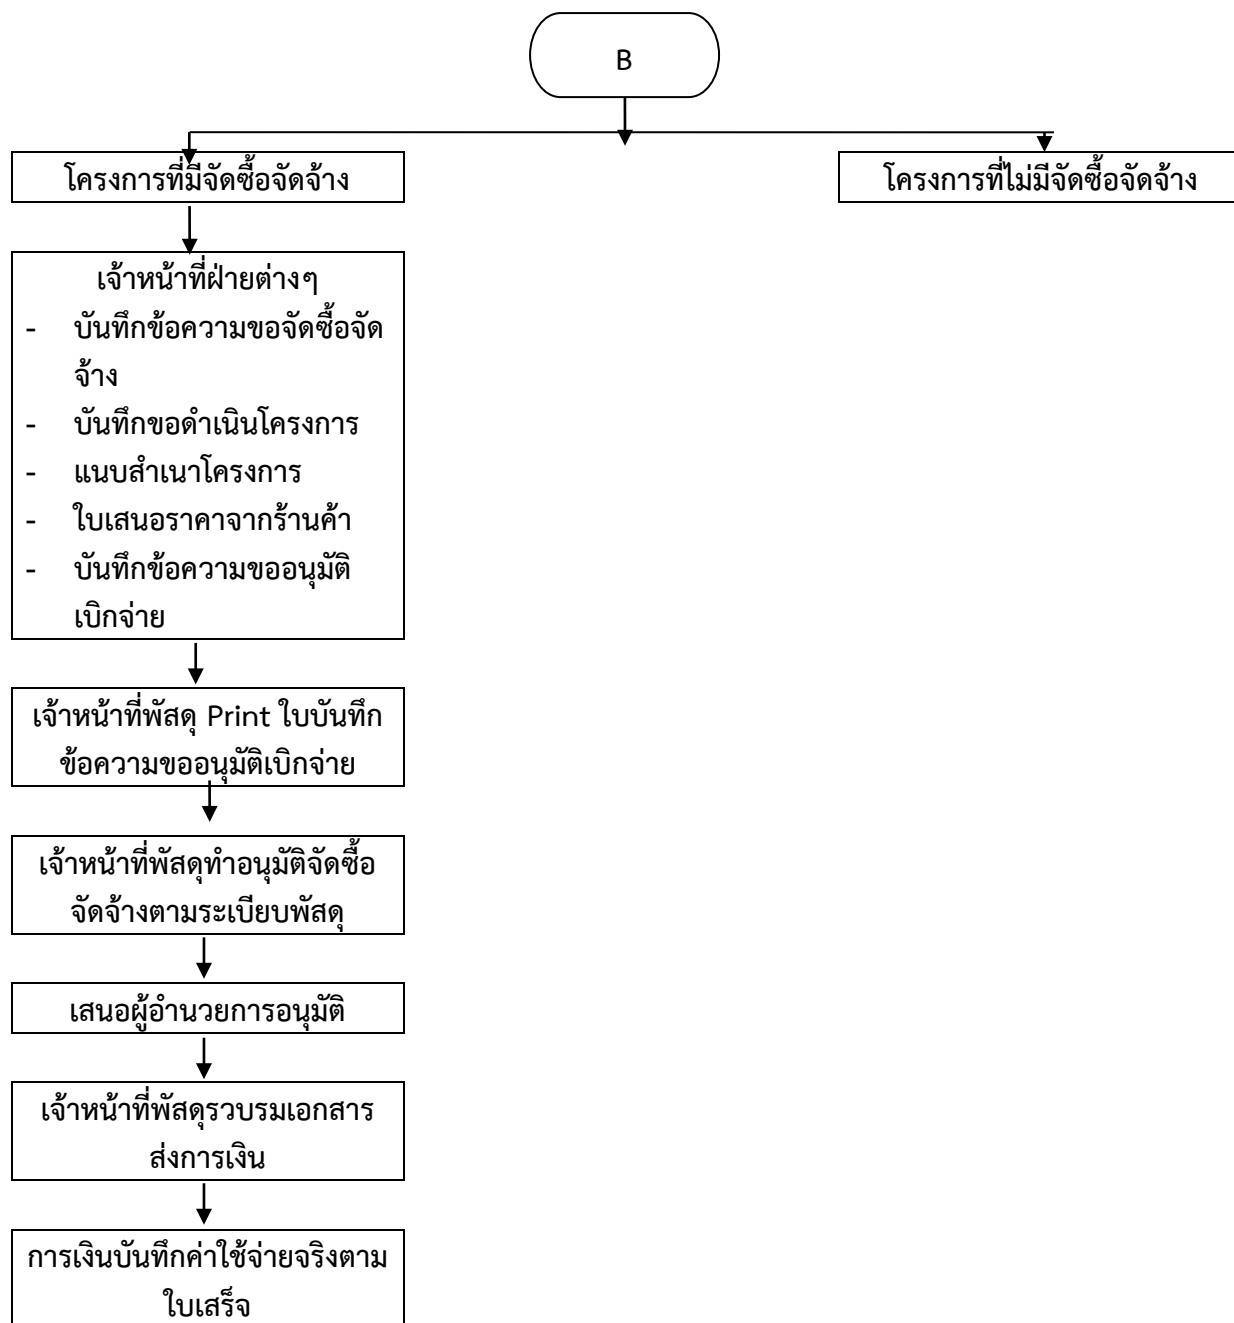 B
โครงการที่มีจัดซื้อจัดจ้าง
โครงการที่ไม่มีจัดซื้อจัดจ้าง
เจ้าหน้าที่ฝ่ายต่างๆ
- บันทึกข้อความขอจัดซื้อจัด
จ้าง
- บันทึกขอดำเนินโครงการ
- แนบสำเนาโครงการ
- ใบเสนอราคาจากร้านค้า
- บันทึกข้อความขออนุมัติ
เบิกจ่าย
เจ้าหน้าที่พัสดุ Print ใบบันทึก
ข้อความขออนุมัติเบิกจ่าย
เจ้าหน้าที่พัสดุทำอนุมัติจัดซื้อ
จัดจ้างตามระเบียบพัสดุ
เสนอผู้อำนวยการอนุมัติ
เจ้าหน้าที่พัสดุรวบรมเอกสาร
ส่งการเงิน
การเงินบันทึกค่าใช้จ่ายจริงตาม
ใบเสร็จ